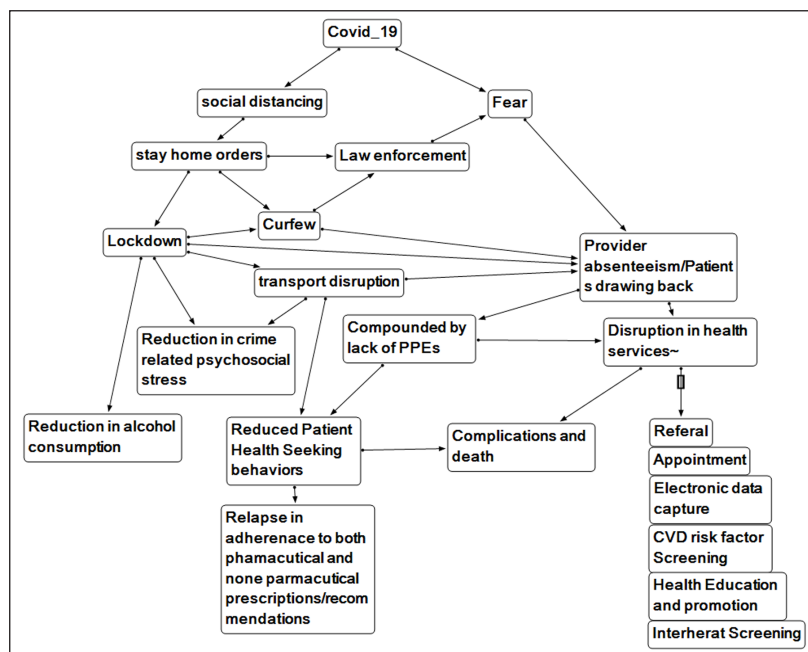 Covid_19
social distancing
Fear
stay home orders
Law enforcement
Curfew
Lockdown
Provider
absenteeism/Patient
s drawing back
transport disruption
Compounded by
lack of PPEs
Disruption in health
services~
Reduction in crime
related psychosocial
stress
Reduction in alcohol
consumption
Reduced Patient
Health Seeking
behaviors
Complications and
death
Referal
Appointment
Electronic data
capture
CVD risk factor
Screening
Health Education
and promotion
Interherat Screening
Relapse in
adherenace to both
phamacutical and
none parmacutical
prescriptions/recom
mendations